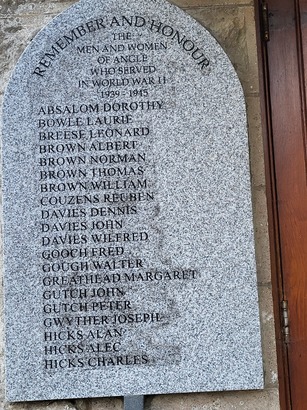 REMEMBER AND HONOUR
THE
MEN AND WOMEN
OF ANGLE
WHO SERVED
IN WORLD WAR II
1939 - 1945
ABSALOM DOROTHY
BOWLE LAURIE
BREESE LEONARD
BROWN ALBERT
BROWN NORMAN
BROWN THOMAS
BROWN WILLIAM
COUZENS REUBEN
DAVIES DENNIS
DAVIES JOHN
DAVIES WILFRED
GOOCH FRED
GOUGH WALTER
GREATHEAD MARGARET
GUTCH JOHN
GUTCH PETER
GWYTHER JOSEPH
HICKS ALAN
HICKS ALEC
HICKS CHARLES